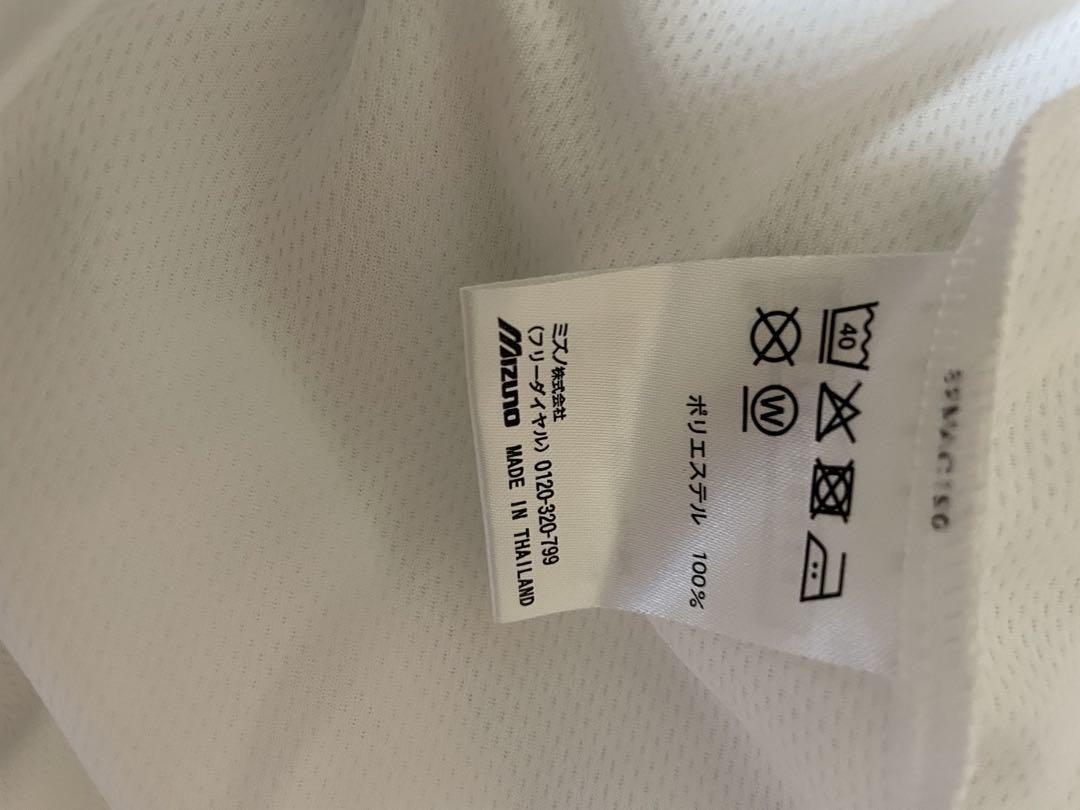 40
W
ポリエステル 100%
ミズノ株式会社
(フリーダイヤル) 0120-320-799
MIZUNO MADE IN THAILAND